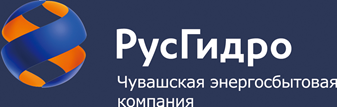 РусГидро
Чувашская энергосбытовая
компания